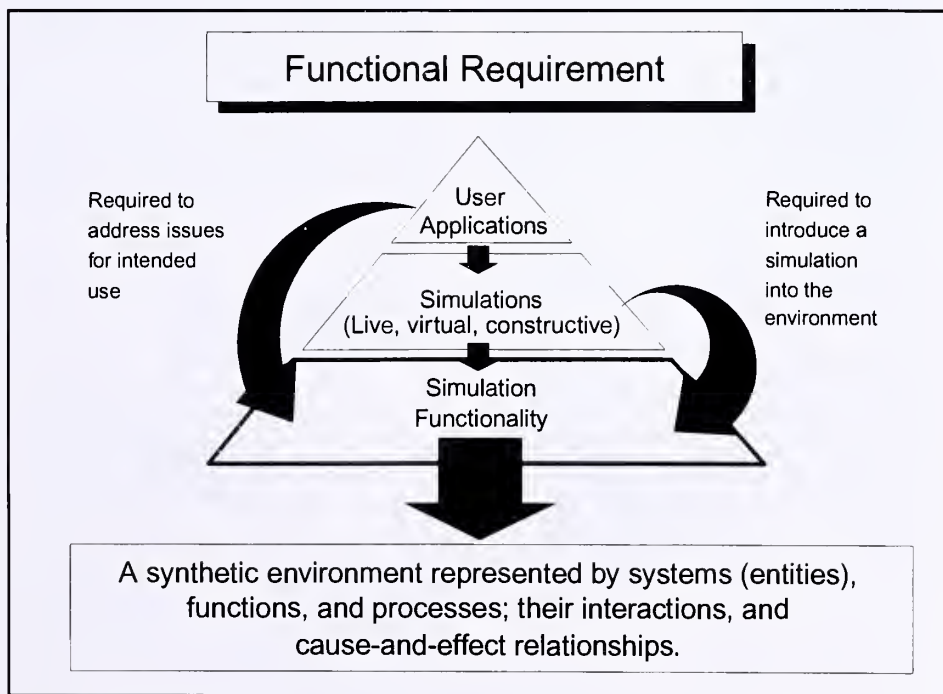 Functional Requirement
Required to
address issues
for intended
use
User
Applications
Required to
introduce a
simulation
into the
environment
Simulations
(Live, virtual, constructive)
Simulation
Functionality
A synthetic environment represented by systems (entities),
functions, and processes; their interactions, and
cause-and-effect relationships.